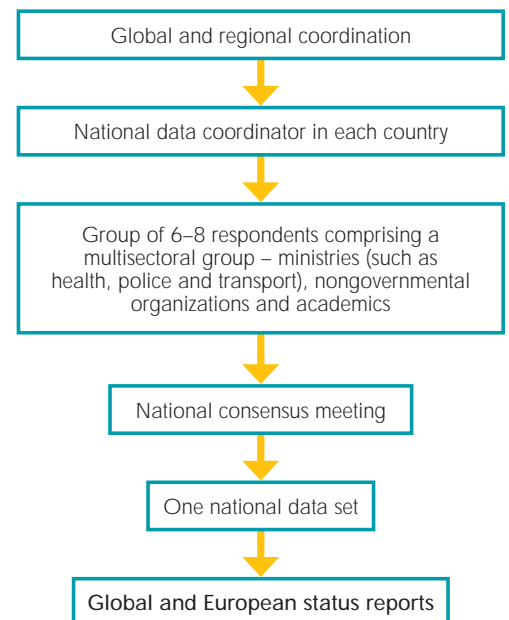 Global and regional coordination
National data coordinator in each country
Group of 6–8 respondents comprising a
multisectoral group – ministries (such as
health, police and transport), nongovernmental
organizations and academics
National consensus meeting
One national data set
Global and European status reports